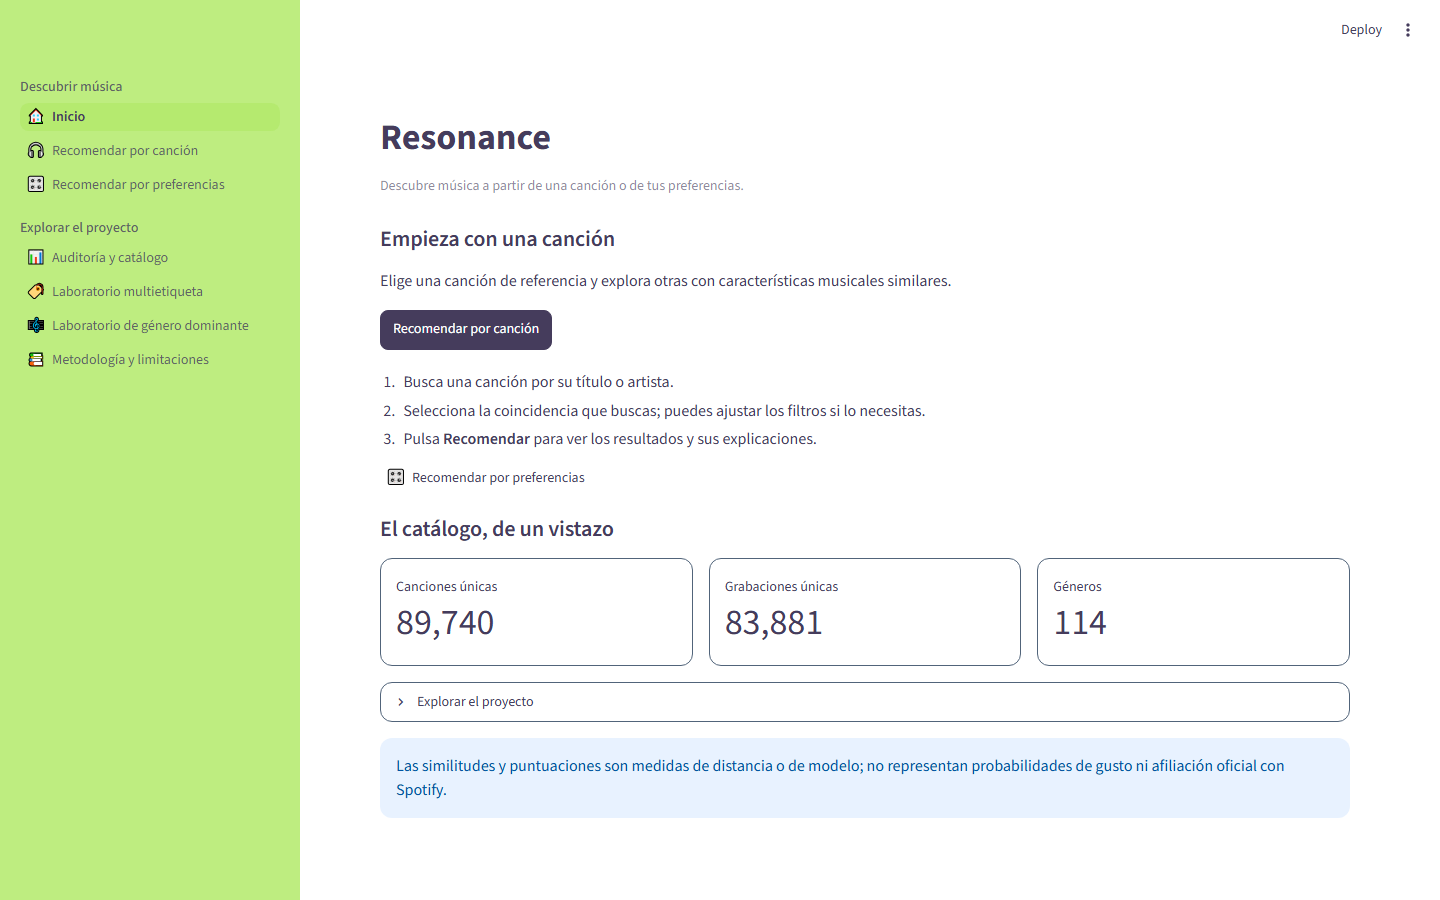 Deploy
Descubrir música
Inicio
Recomendar por canción
Recomendar por preferencias
Explorar el proyecto
Auditoría y catálogo
Laboratorio multietiqueta
Laboratorio de género dominante
Metodología y limitaciones
Resonance
Descubre música a partir de una canción o de tus preferencias.
Empieza con una canción
Elige una canción de referencia y explora otras con características musicales similares.
Recomendar por canción
1. Busca una canción por su título o artista.
2. Selecciona la coincidencia que buscas; puedes ajustar los filtros si lo necesitas.
3. Pulsa Recomendar para ver los resultados y sus explicaciones.
Recomendar por preferencias
El catálogo, de un vistazo
Canciones únicas
89,740
Grabaciones únicas
83,881
Géneros
114
Explorar el proyecto
Las similitudes y puntuaciones son medidas de distancia o de modelo; no representan probabilidades de gusto ni afiliación oficial con
Spotify.